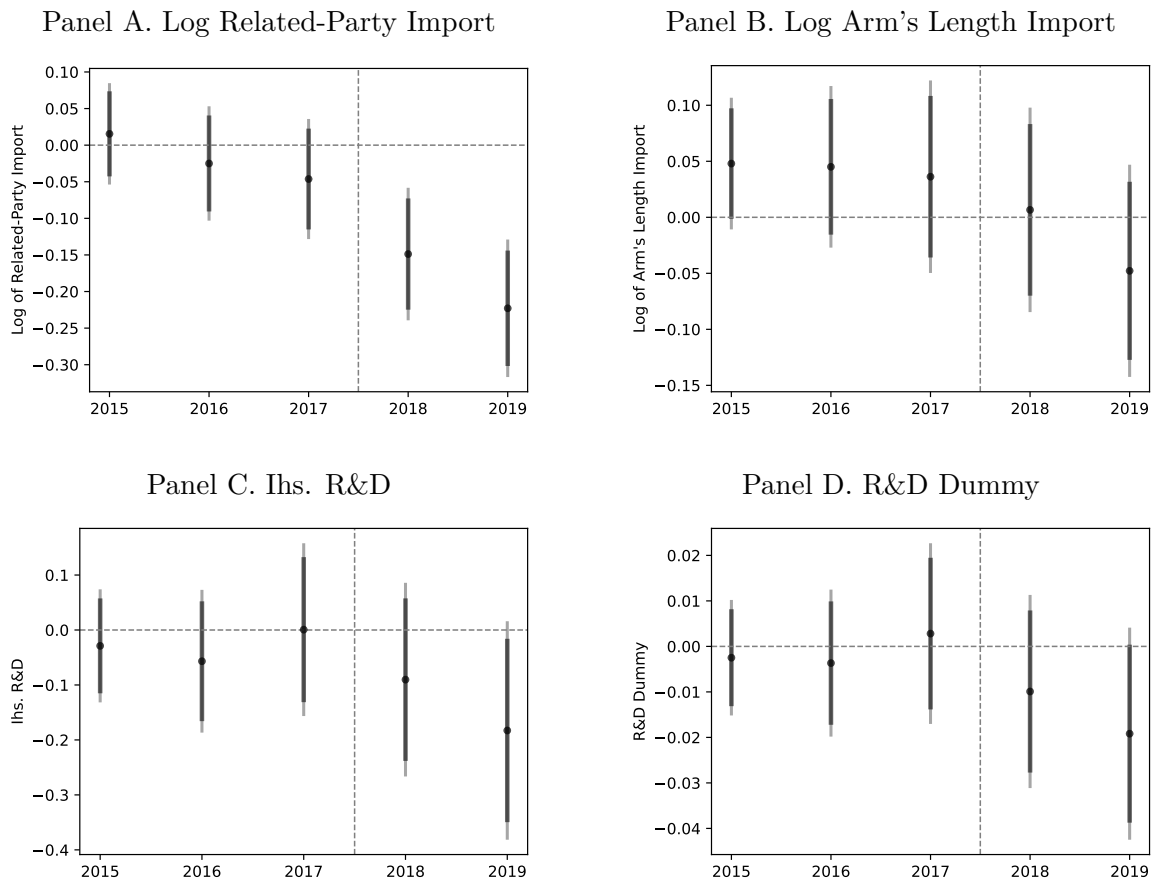 Panel A. Log Related-Party Import
0.10
0.05
0.00
−0.05
−0.10
−0.15
−0.20
−0.25
−0.30
Log of Related-Party Import
2015 2016 2017 2018 2019
Panel B. Log Arm's Length Import
0.10
0.05
0.00
−0.05
−0.10
−0.15
Log of Arm's Length Import
2015 2016 2017 2018 2019
Panel C. Ihs. R&D
0.1
0.0
−0.1
−0.2
−0.3
−0.4
Ihs. R&D
2015 2016 2017 2018 2019
Panel D. R&D Dummy
0.02
0.01
0.00
−0.01
−0.02
−0.03
−0.04
R&D Dummy
2015 2016 2017 2018 2019